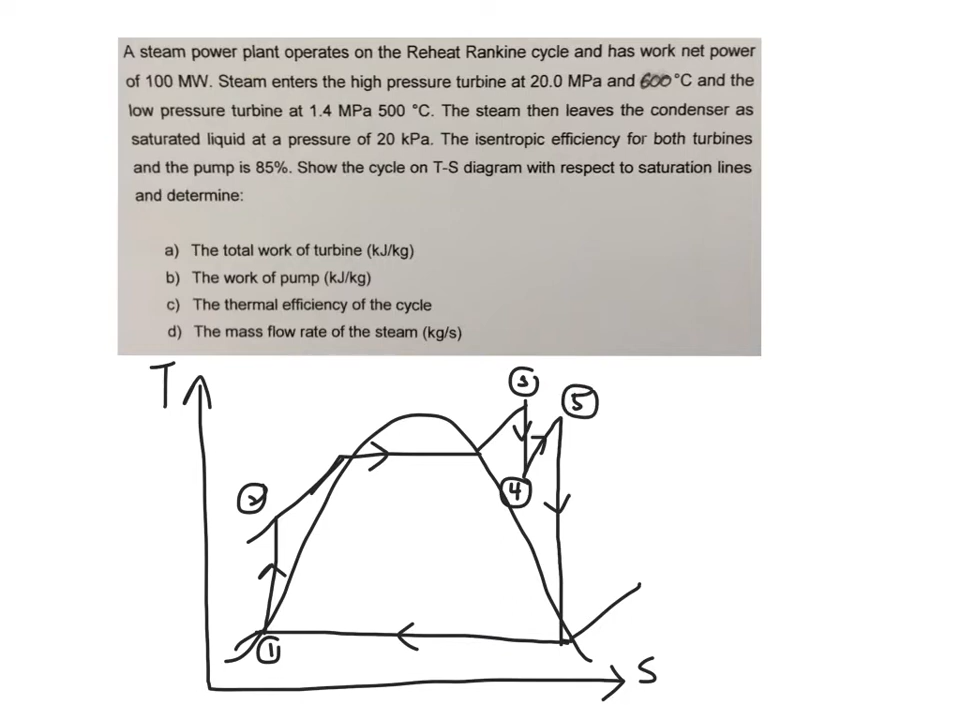 A steam power plant operates on the Reheat Rankine cycle and has work net power
of 100 MW. Steam enters the high pressure turbine at 20.0 MPa and 600 °C and the
low pressure turbine at 1.4 MPa 500 °C. The steam then leaves the condenser as
saturated liquid at a pressure of 20 kPa. The isentropic efficiency for both turbines
and the pump is 85%. Show the cycle on T-S diagram with respect to saturation lines
and determine:
a) The total work of turbine (kJ/kg)
b) The work of pump (kJ/kg)
c) The thermal efficiency of the cycle
d) The mass flow rate of the steam (kg/s)
T
3
5
2
4
1
S